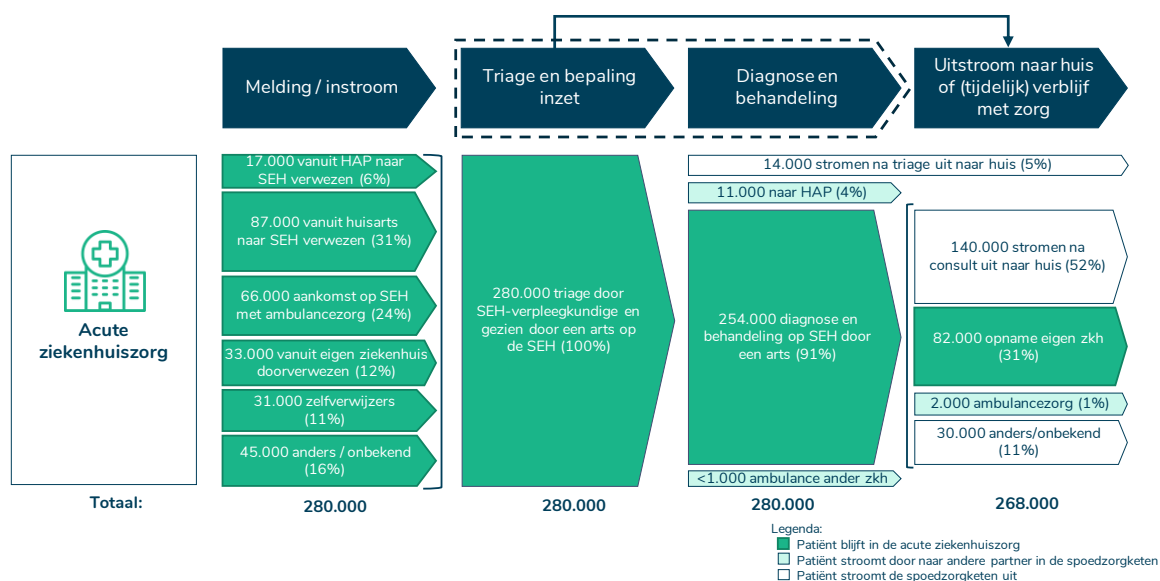 Melding / instroom
Triage en bepaling
inzet
Diagnose en
behandeling
Uitstroom naar huis
of (tijdelijk) verblijf
met zorg
Acute
ziekenhuiszorg
17.000 vanuit HAP naar
SEH verwezen (6%)
87.000 vanuit huisarts
naar SEH verwezen (31%)
66.000 aankomst op SEH
met ambulancezorg (24%)
33.000 vanuit eigen ziekenhuis
doorverwezen (12%)
31.000 zelfverwijzers
(11%)
45.000 anders / onbekend
(16%)
280.000 triage door
SEH-verpleegkundige en
gezien door een arts op
de SEH (100%)
14.000 stromen na triage uit naar huis (5%)
11.000 naar HAP (4%)
254.000 diagnose en
behandeling op SEH door
een arts (91%)
<1.000 ambulance ander zkh
140.000 stromen na
consult uit naar huis (52%)
82.000 opname eigen zkh
(31%)
2.000 ambulancezorg (1%)
30.000 anders/onbekend
(11%)
Totaal:
280.000
280.000
280.000
268.000
Legenda:
Patiënt blijft in de acute ziekenhuiszorg
Patiënt stroomt door naar andere partner in de spoedzorgketen
Patiënt stroomt de spoedzorgketen uit